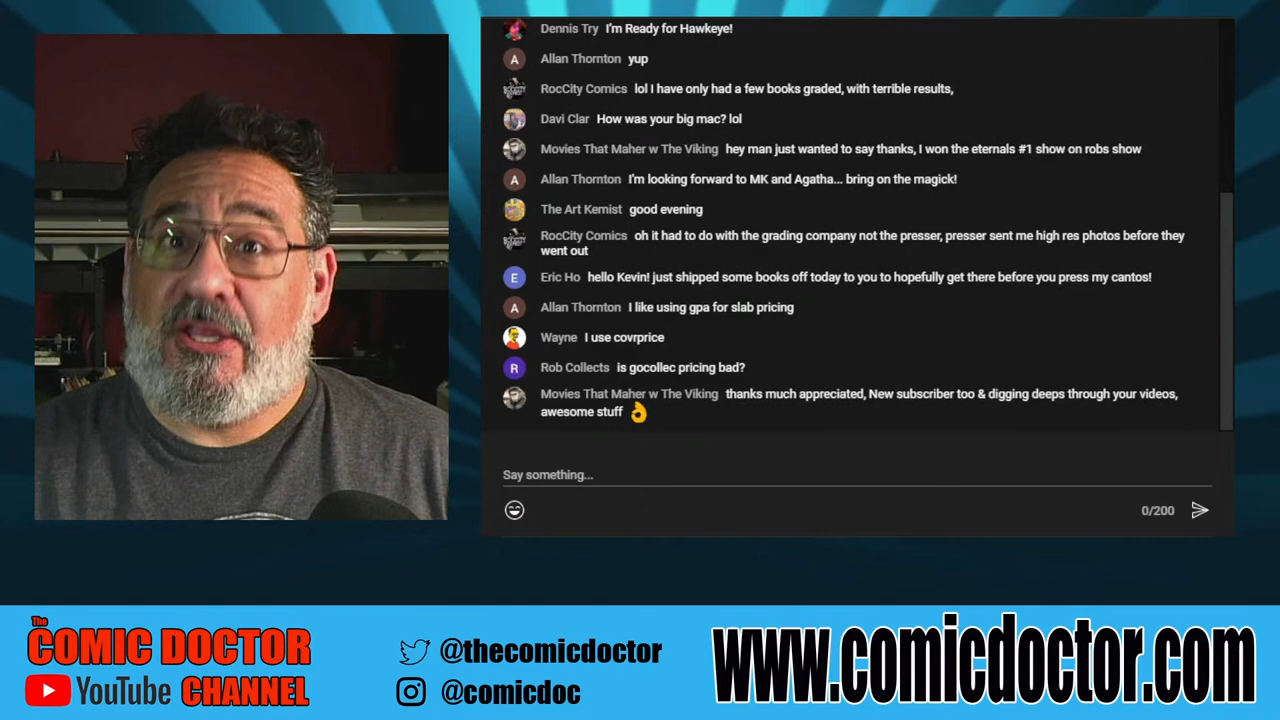 Dennis Try I'm Ready for Hawkeye!
A Allan Thornton yup
RocCity Comics lol I have only had a few books graded, with terrible results,
Davi Clar How was your big mac? lol
Movies That Maher w The Viking hey man just wanted to say thanks, I won the eternals #1 show on robs show
A Allan Thornton I'm looking forward to MK and Agatha... bring on the magick!
The Art Kemist good evening
RocCity Comics oh it had to do with the grading company not the presser, presser sent me high res photos before they
went out
E Eric Ho hello Kevin! just shipped some books off today to you to hopefully get there before you press my cantos!
A Allan Thornton I like using gpa for slab pricing
Wayne I use covrprice
R Rob Collects is gocollec pricing bad?
Movies That Maher w The Viking thanks much appreciated, New subscriber too & digging deeps through your videos,
awesome stuff 👌
Say something...
0/200
The
COMIC DOCTOR
YouTube CHANNEL
@thecomicdoctor
@comicdoc
www.comicdoctor.com